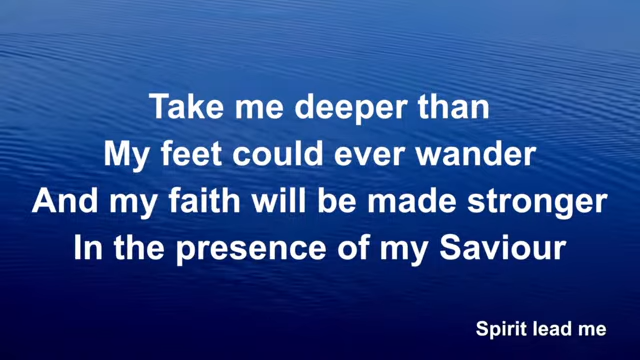 Take me deeper than
My feet could ever wander
And my faith will be made stronger
In the presence of my Saviour
Spirit lead me